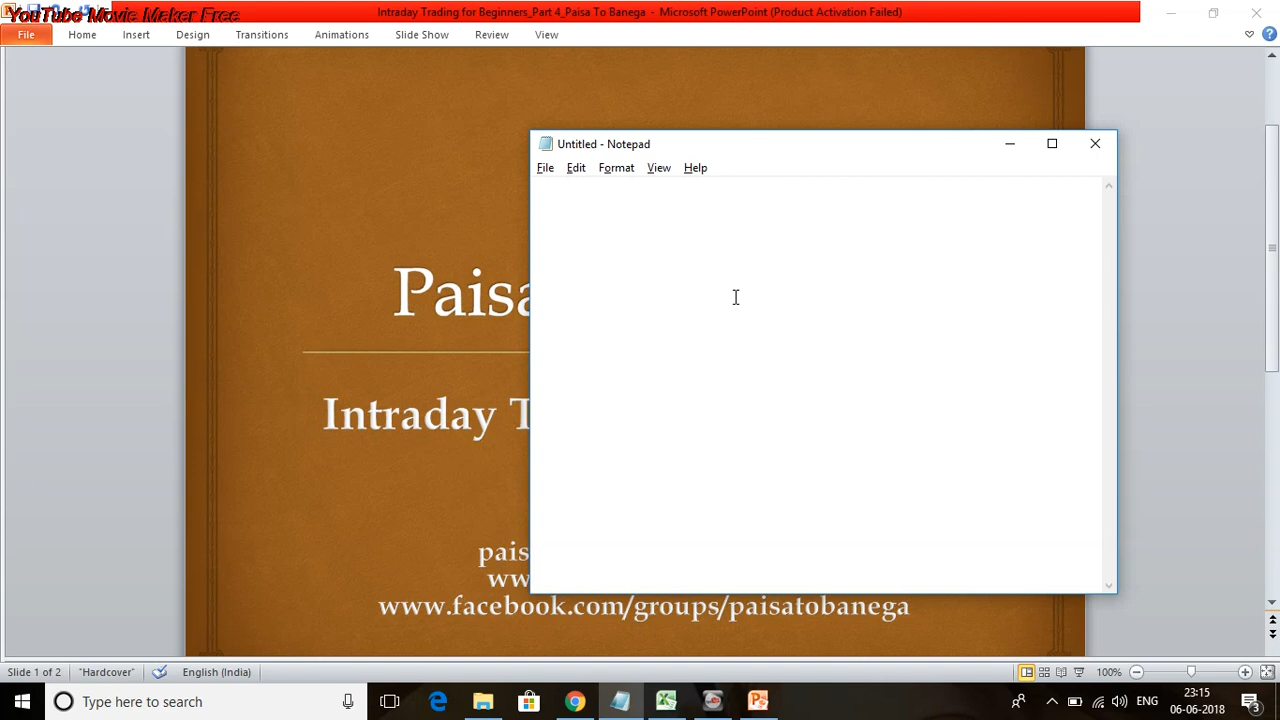 YouTube Movie Maker Free
Intraday Trading for Beginners_Part 4_Paisa To Banega - Microsoft PowerPoint (Product Activation Failed)
File Home Insert Design Transitions Animations Slide Show Review View
Untitled - Notepad
File Edit Format View Help
Paisa
Intraday T
pais
www.facebook.com/groups/paisatobanega
Slide 1 of 2 "Hardcover" English (India) 100%
Type here to search
ENG
23:15
06-06-2018
3